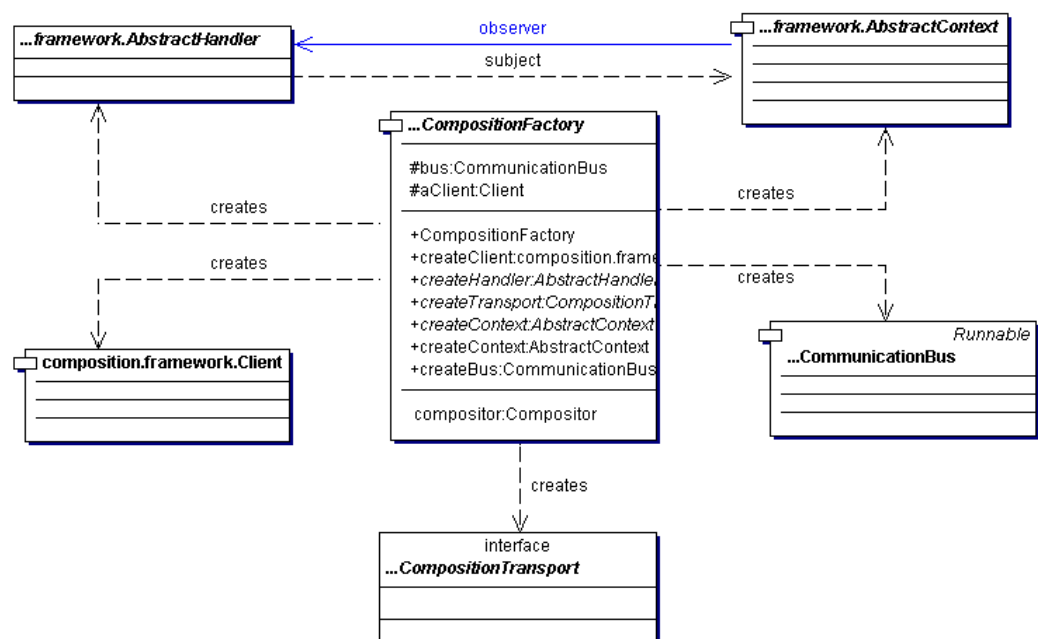 ...framework.AbstractHandler
observer
...framework.AbstractContext
subject
...CompositionFactory
#bus:CommunicationBus
#aClient:Client
creates
creates
+CompositionFactory
+createClient:composition.frame
+createHandler:AbstractHandler
+createTransport:CompositionT
+createContext:AbstractContext
+createContext:AbstractContext
+createBus:CommunicationBus
compositor:Compositor
creates
creates
composition.framework.Client
Runnable
...CommunicationBus
creates
interface
...CompositionTransport